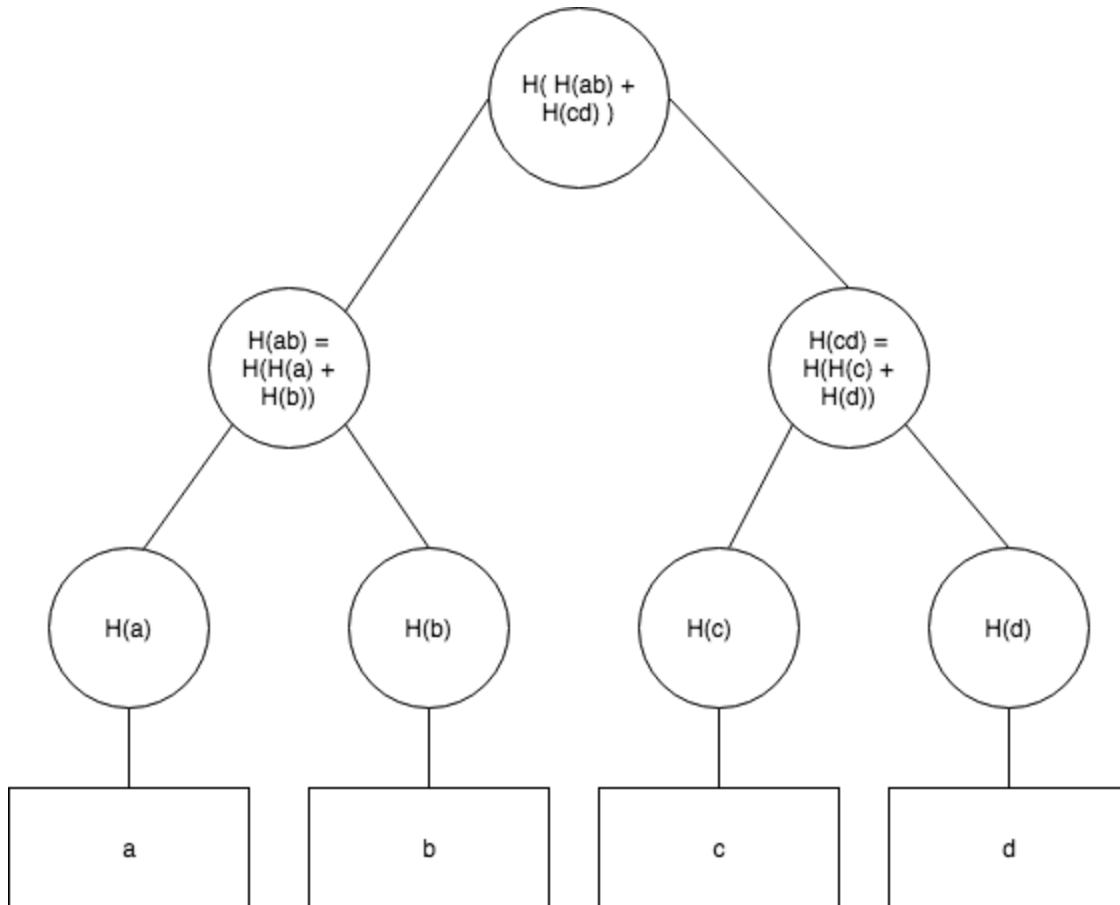 H( H(ab) +
H(cd) )
H(ab) =
H(H(a) +
H(b))
H(cd) =
H(H(c) +
H(d))
H(a)
H(b)
H(c)
H(d)
a
b
c
d